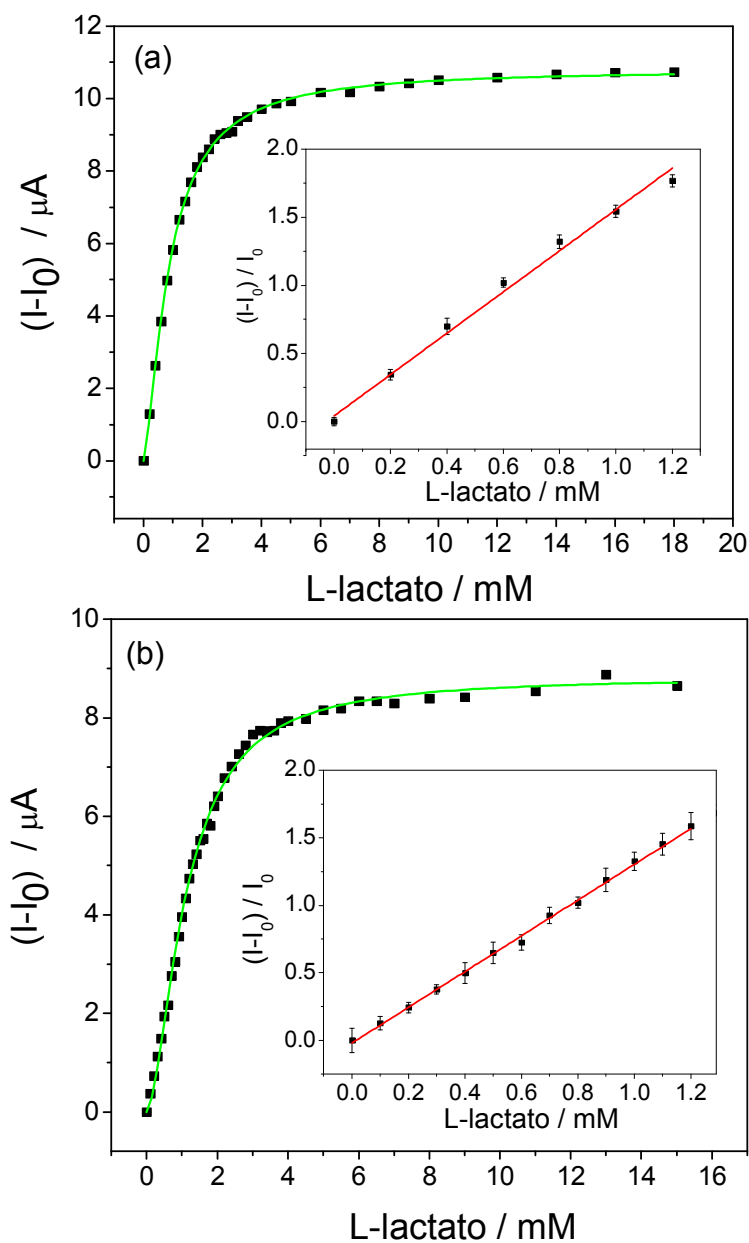 (a)
(I-I0) / μA
12
10
8
6
4
2
0
0 2 4 6 8 10 12 14 16 18 20
L-lactato / mM
(I-I0) / I0
2.0
1.5
1.0
0.5
0.0
0.0 0.2 0.4 0.6 0.8 1.0 1.2
L-lactato / mM
(b)
(I-I0) / μA
10
8
6
4
2
0
0 2 4 6 8 10 12 14 16
L-lactato / mM
(I-I0) / I0
2.0
1.5
1.0
0.5
0.0
0.0 0.2 0.4 0.6 0.8 1.0 1.2
L-lactato / mM